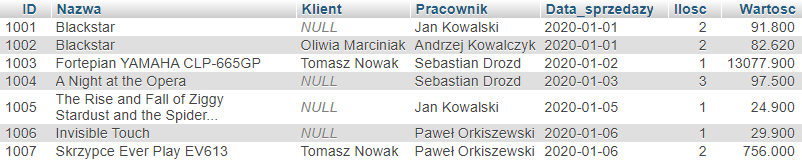 ID Nazwa Klient Pracownik Data_sprzedazy Ilosc Wartosc
1001 Blackstar NULL Jan Kowalski 2020-01-01 2 91.800
1002 Blackstar Oliwia Marciniak Andrzej Kowalczyk 2020-01-01 2 82.620
1003 Fortepian YAMAHA CLP-665GP Tomasz Nowak Sebastian Drozd 2020-01-02 1 13077.900
1004 A Night at the Opera NULL Sebastian Drozd 2020-01-03 3 97.500
1005 The Rise and Fall of Ziggy Stardust and the Spider... NULL Jan Kowalski 2020-01-05 1 24.900
1006 Invisible Touch NULL Paweł Orkiszewski 2020-01-06 1 29.900
1007 Skrzypce Ever Play EV613 Tomasz Nowak Paweł Orkiszewski 2020-01-06 2 756.000